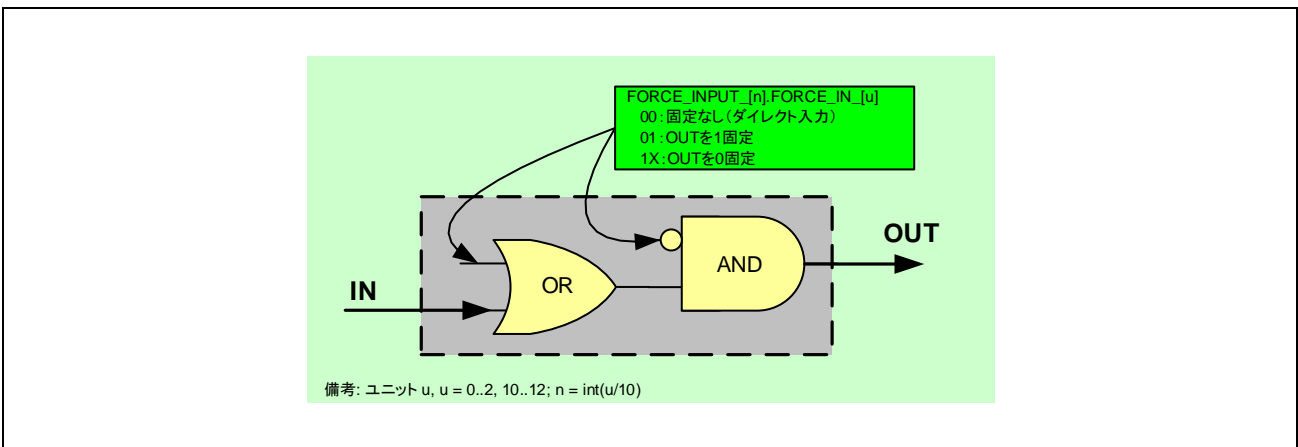 FORCE_INPUT_[n].FORCE_IN_[u]
00:固定なし(ダイレクト入力)
01:OUTを1固定
1X:OUTを0固定
OUT
AND
OR
IN
備考: ユニット u, u = 0..2, 10..12; n = int(u/10)